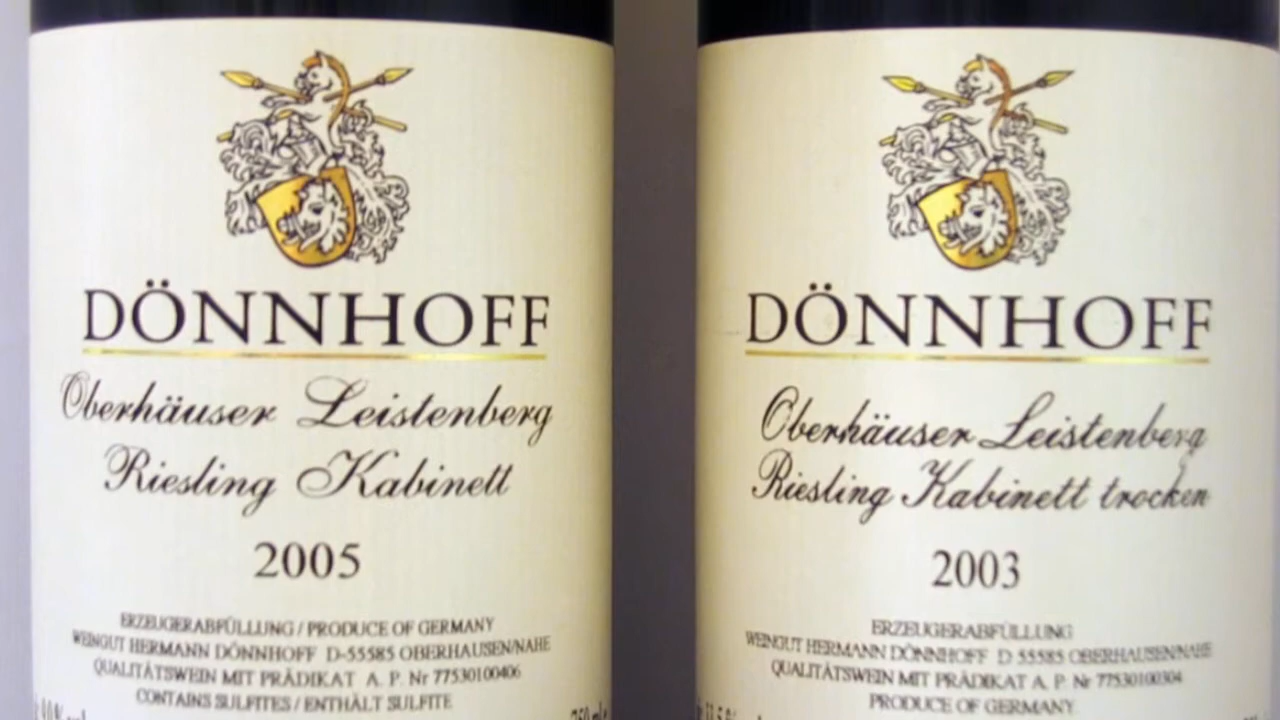 DÖNNHOFF
Oberhäuser Leistenberg
Riesling Kabinett
2005
ERZEUGERABFÜLLUNG / PRODUCE OF GERMANY
WEINGUT HERMANN DÖNNHOFF D-55585 OBERHAUSEN/NAHE
QUALITÄTSWEIN MIT PRÄDIKAT A. P. Nr 77530100406
CONTAINS SULFITES / ENTHÄLT SULFITE
DÖNNHOFF
Oberhäuser Leistenberg
Riesling Kabinett trocken
2003
ERZEUGERABFÜLLUNG
WEINGUT HERMANN DÖNNHOFF D 55585 OBERHAUSEN/NAHE
QUALITÄTSWEIN MIT PRÄDIKAT A. P. Nr 77530100304
PRODUCE OF GERMANY